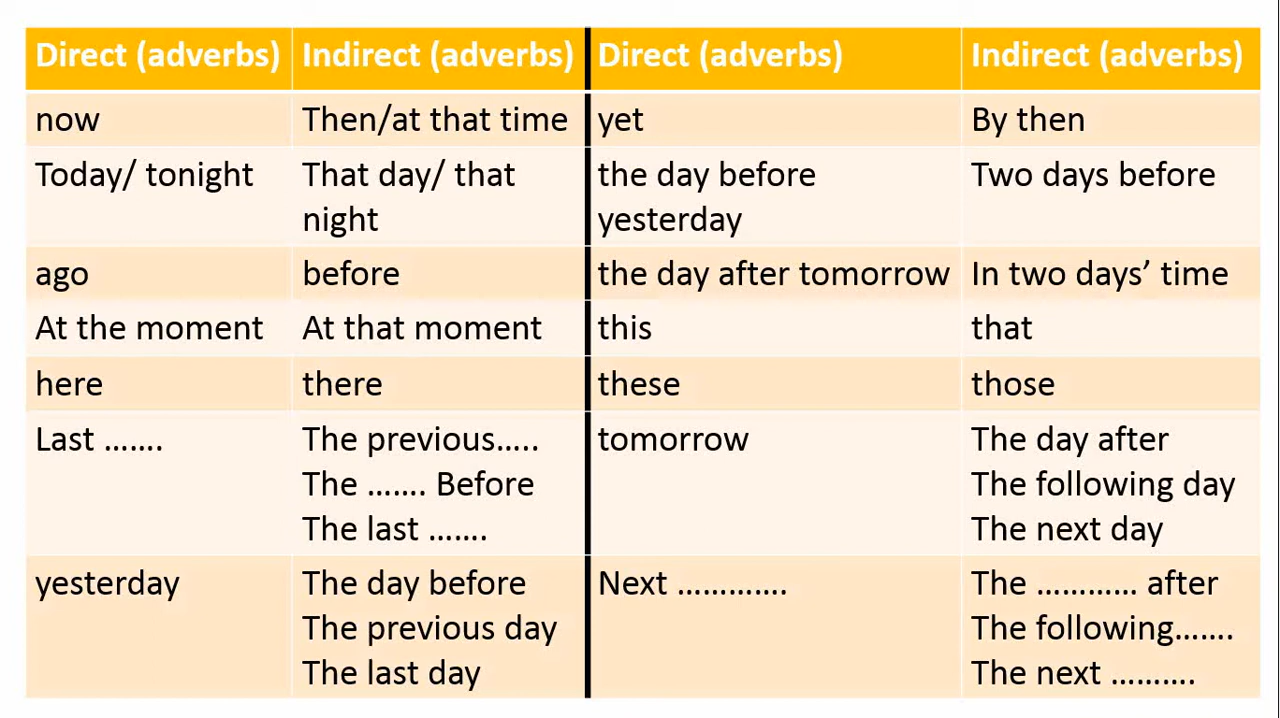 Direct (adverbs) Indirect (adverbs) Direct (adverbs) Indirect (adverbs)
now Then/at that time yet By then
Today/ tonight That day/ that the day before Two days before
night yesterday
ago before the day after tomorrow In two days’ time
At the moment At that moment this that
here there these those
Last ……. The previous….. tomorrow The day after
The ……. Before The following day
The last ……. The next day
yesterday The day before Next …………. The ………… after
The previous day The following…….
The last day The next ……….